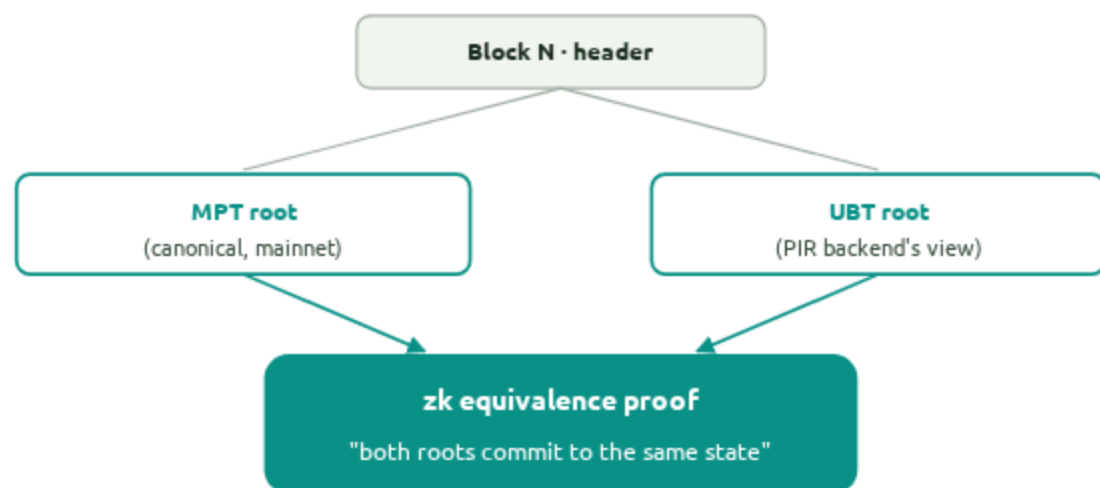 Block N · header
MPT root
(canonical, mainnet)
UBT root
(PIR backend's view)
zk equivalence proof
"both roots commit to the same state"